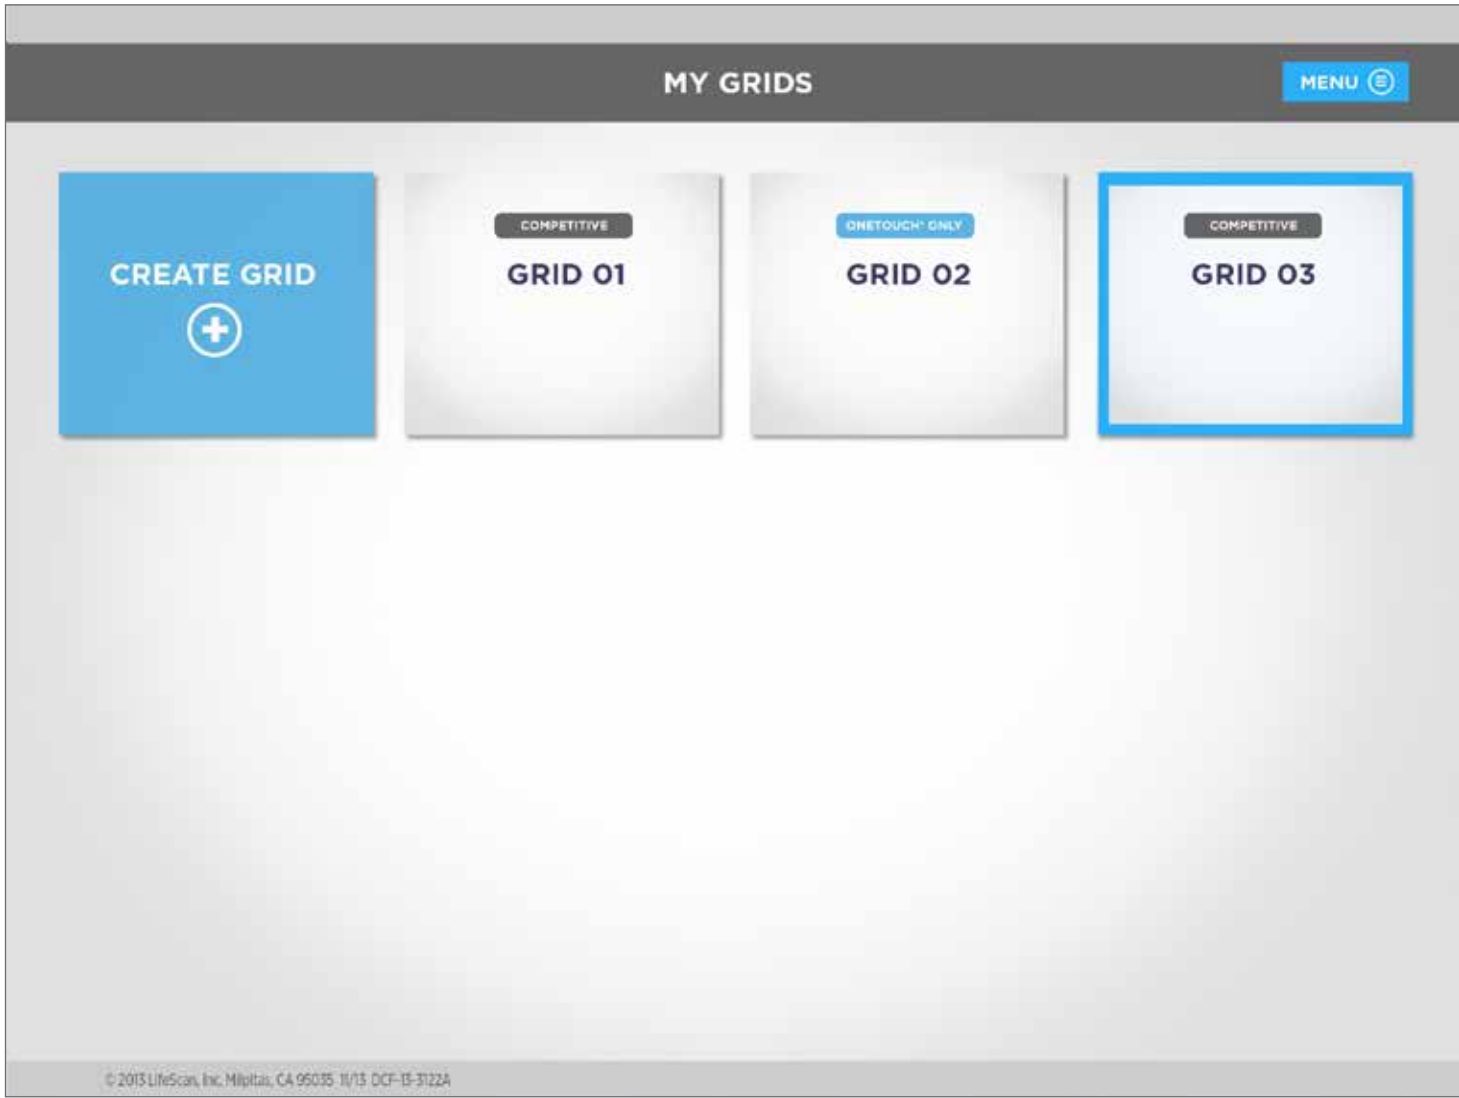 MY GRIDS
MENU
CREATE GRID
COMPETITIVE
GRID 01
ONETOUCH® ONLY
GRID 02
COMPETITIVE
GRID 03
© 2013 LifeScan, Inc. Milpitas, CA 95035 11/13 DCF-13-3122A